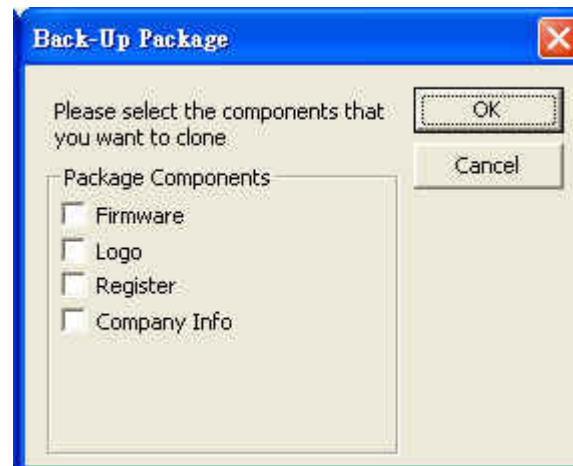 Back-Up Package
Please select the components that
you want to clone
OK
Cancel
Package Components
Firmware
Logo
Register
Company Info